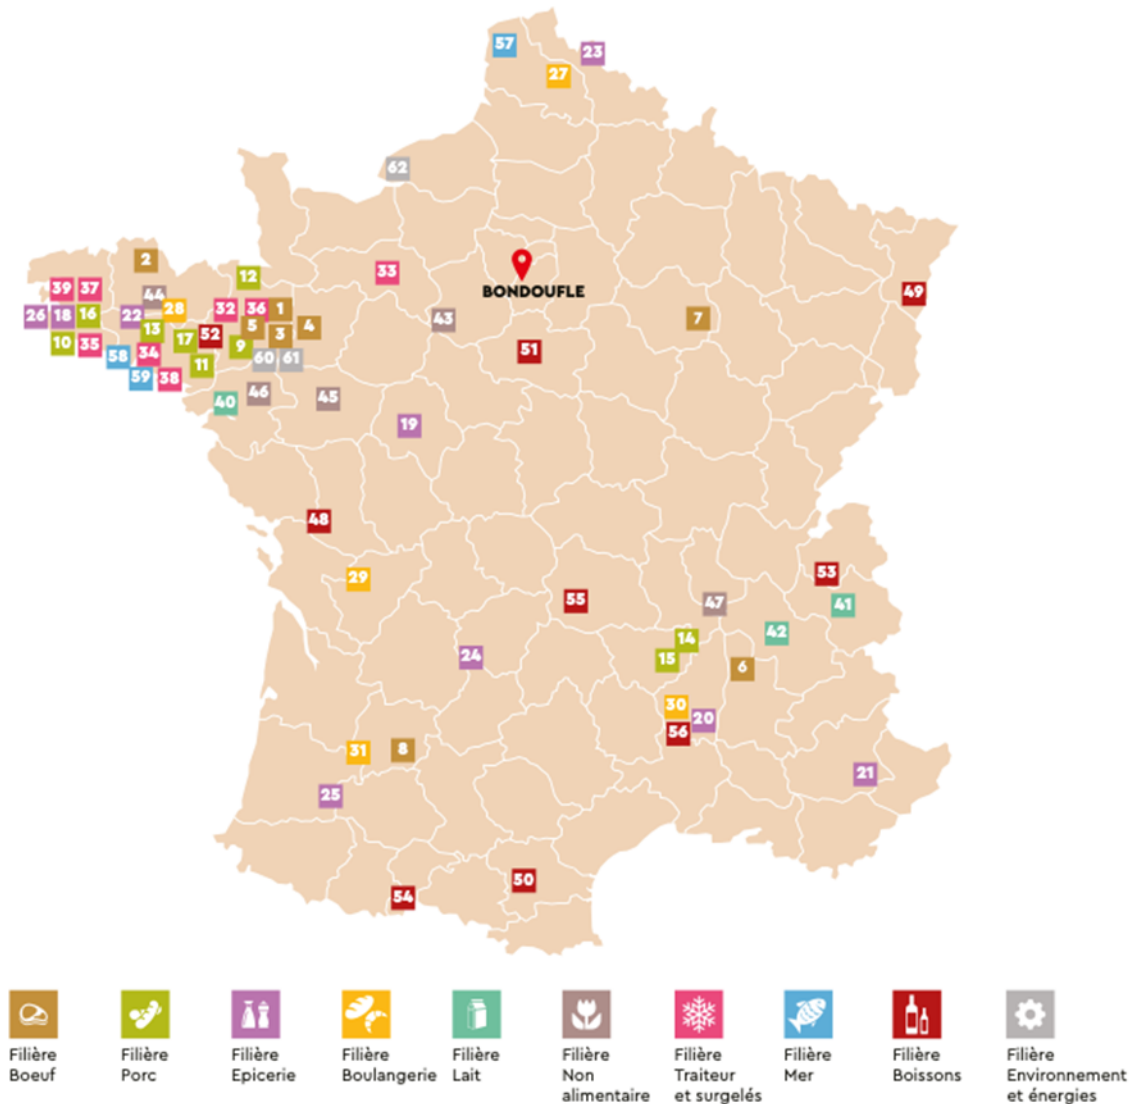 57
23
27
62
2
12
33
39 37
44
49
26 18 16
22
28
32
36
1
BONDOUFLE
43
7
13
5
4
17
52
3
10
35
58
34
9
51
60
61
11
59
38
46
45
40
19
48
29
53
55
47
41
42
14
15
24
6
30
20
56
31
8
21
25
50
54
Filière
Boeuf
Filière
Porc
Filière
Epicerie
Filière
Boulangerie
Filière
Lait
Filière
Non
alimentaire
Filière
Traiteur
et surgelés
Filière
Mer
Filière
Boissons
Filière
Environnement
et énergies